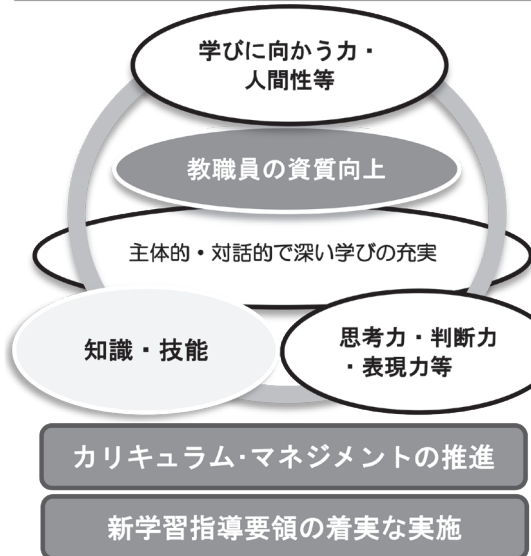 学びに向かう力・
人間性等
教職員の資質向上
主体的・対話的で深い学びの充実
知識・技能
思考力・判断力
・表現力等
カリキュラム・マネジメントの推進
新学習指導要領の着実な実施